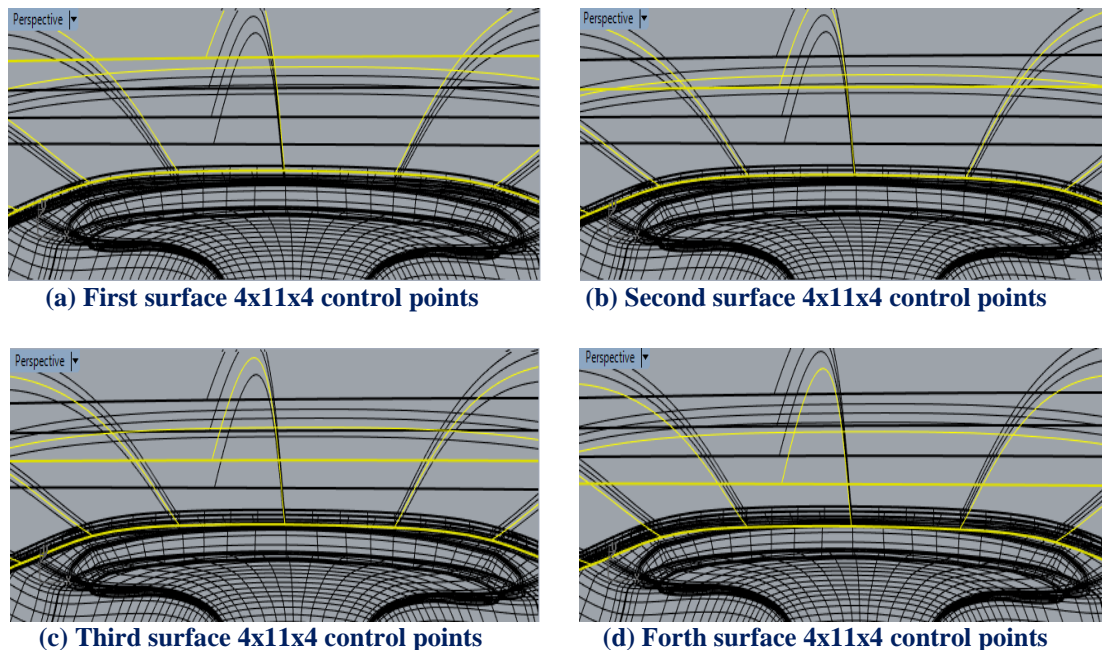 Perspective
Perspective
(a) First surface 4x11x4 control points
(b) Second surface 4x11x4 control points
Perspective
Perspective
(c) Third surface 4x11x4 control points
(d) Forth surface 4x11x4 control points